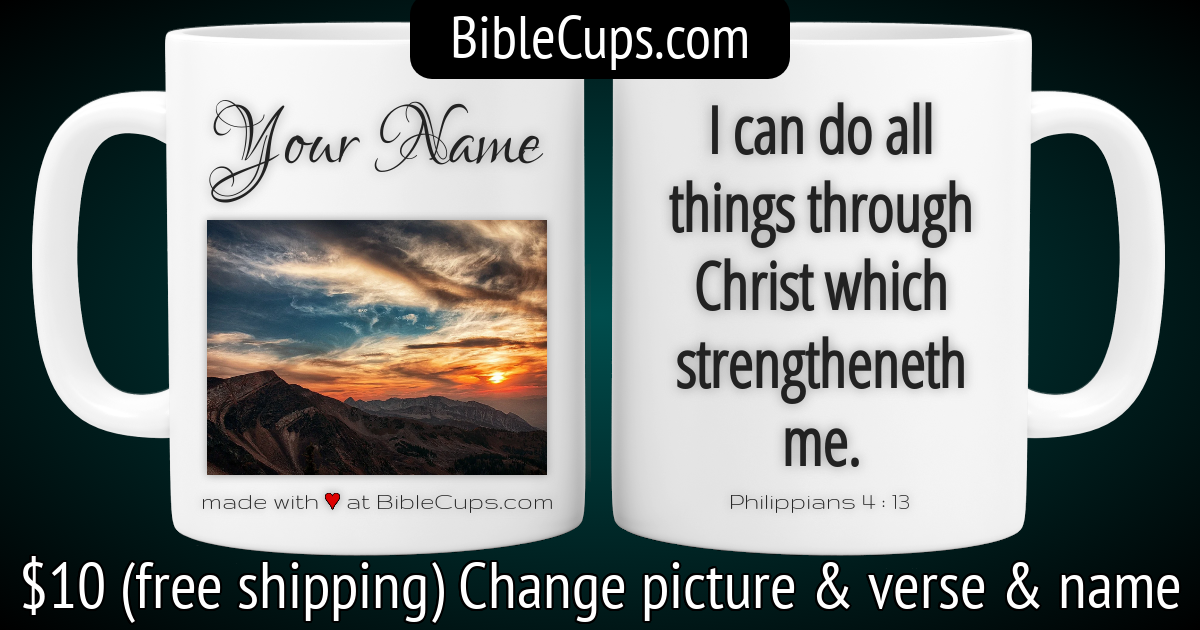 BibleCups.com
Your Name
made with ♥ at BibleCups.com
I can do all
things through
Christ which
strengtheneth
me.
Philippians 4 : 13
$10 (free shipping) Change picture & verse & name